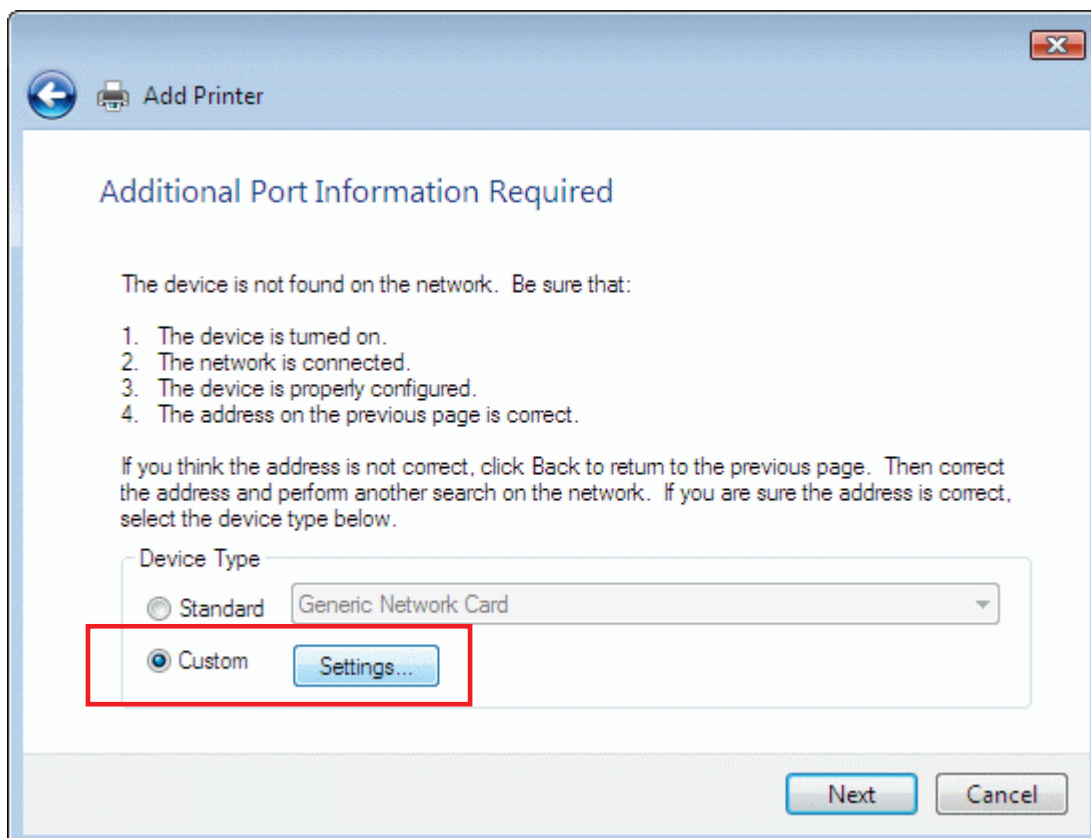 Add Printer
Additional Port Information Required
The device is not found on the network.  Be sure that:
1.  The device is turned on.
2.  The network is connected.
3.  The device is properly configured.
4.  The address on the previous page is correct.
If you think the address is not correct, click Back to return to the previous page.  Then correct
the address and perform another search on the network.  If you are sure the address is correct,
select the device type below.
Device Type
Standard  Generic Network Card
Custom  Settings...
Next  Cancel